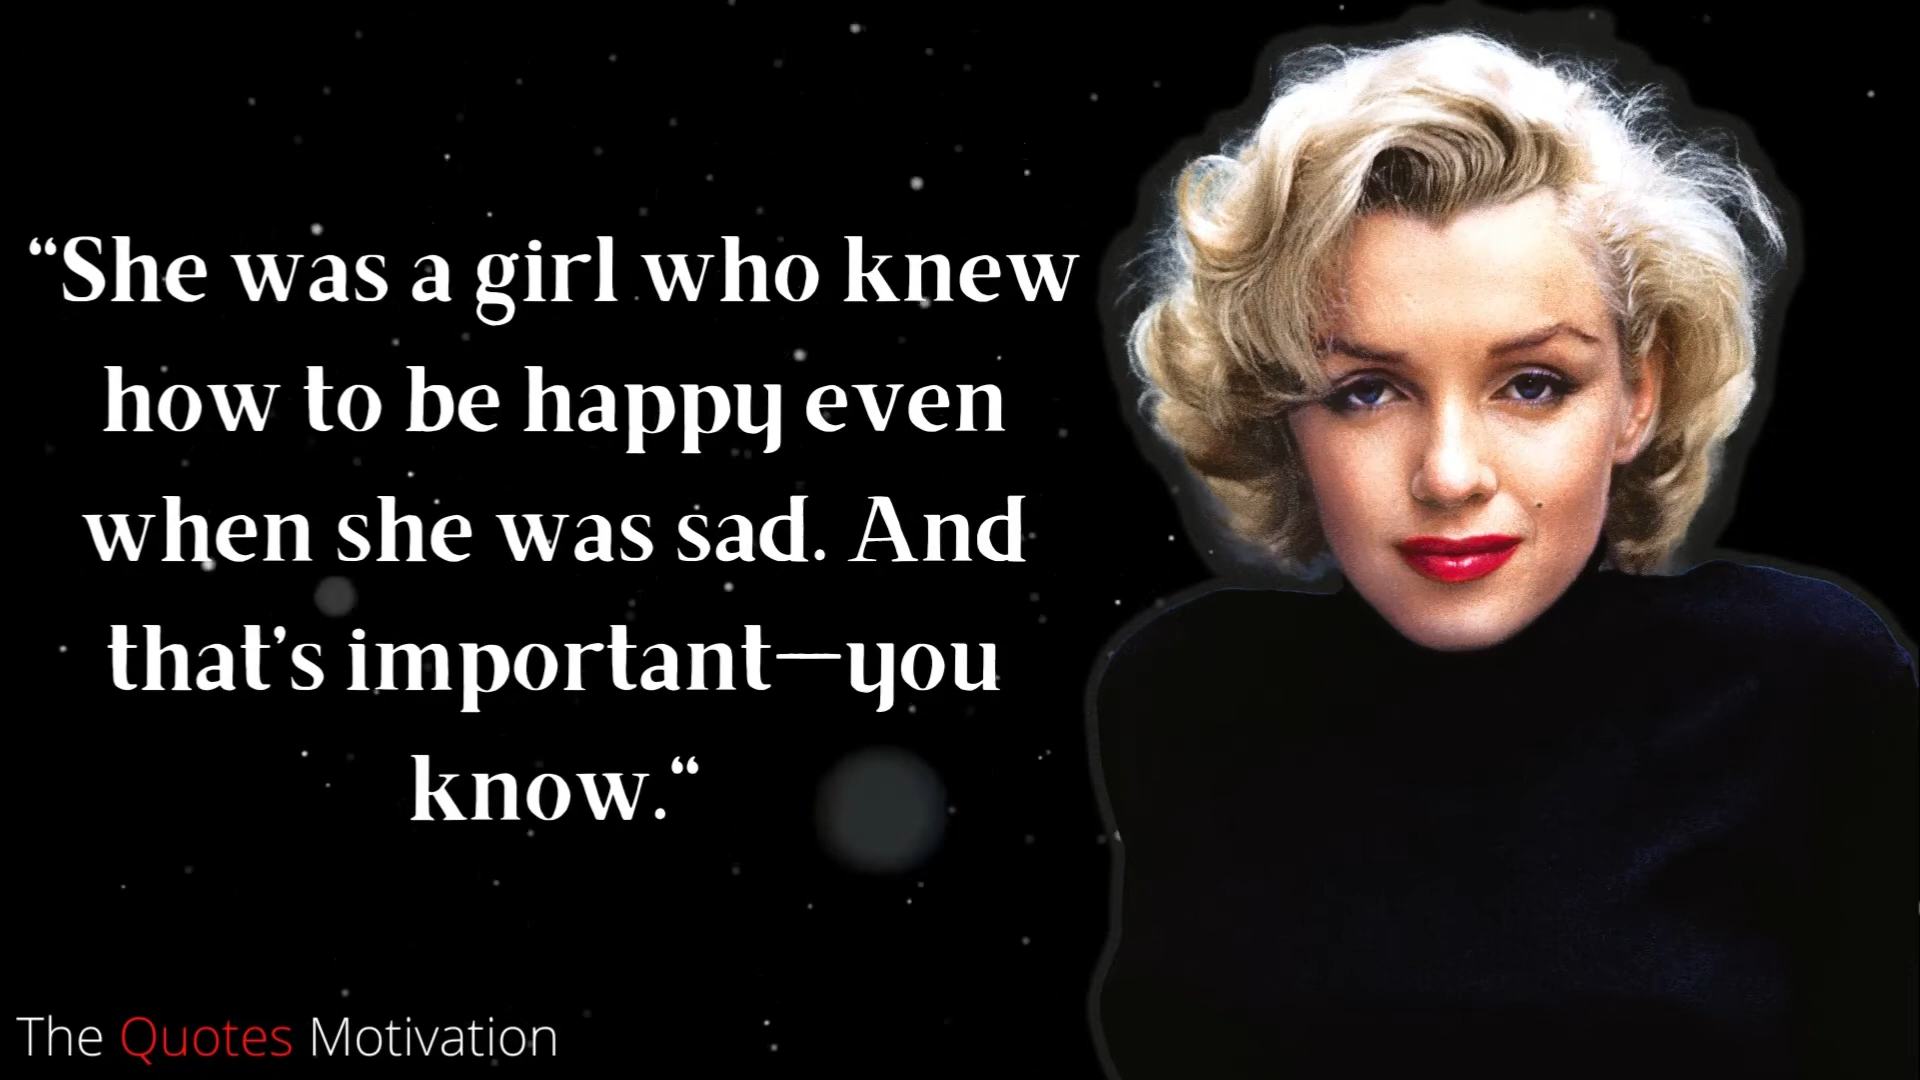 “She was a girl who knew
how to be happy even
when she was sad. And
that’s important—you
know.“
The Quotes Motivation